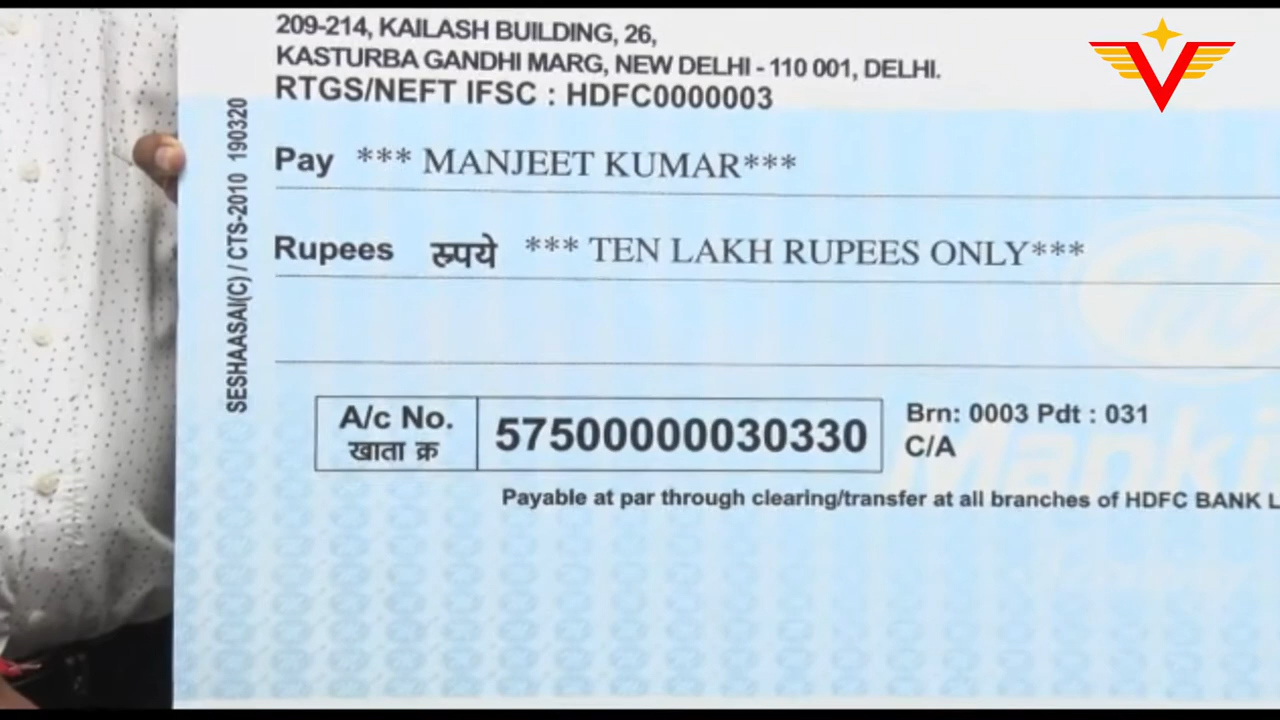 209-214, KAILASH BUILDING, 26,
KASTURBA GANDHI MARG, NEW DELHI - 110 001, DELHI.
RTGS/NEFT IFSC : HDFC0000003
SESHAASAI(C) / CTS-2010 190320
Pay *** MANJEET KUMAR***
Rupees रुपये *** TEN LAKH RUPEES ONLY***
A/c No. 57500000030330
खाता क्र
Brn: 0003 Pdt : 031
C/A
Payable at par through clearing/transfer at all branches of HDFC BANK L
Manki